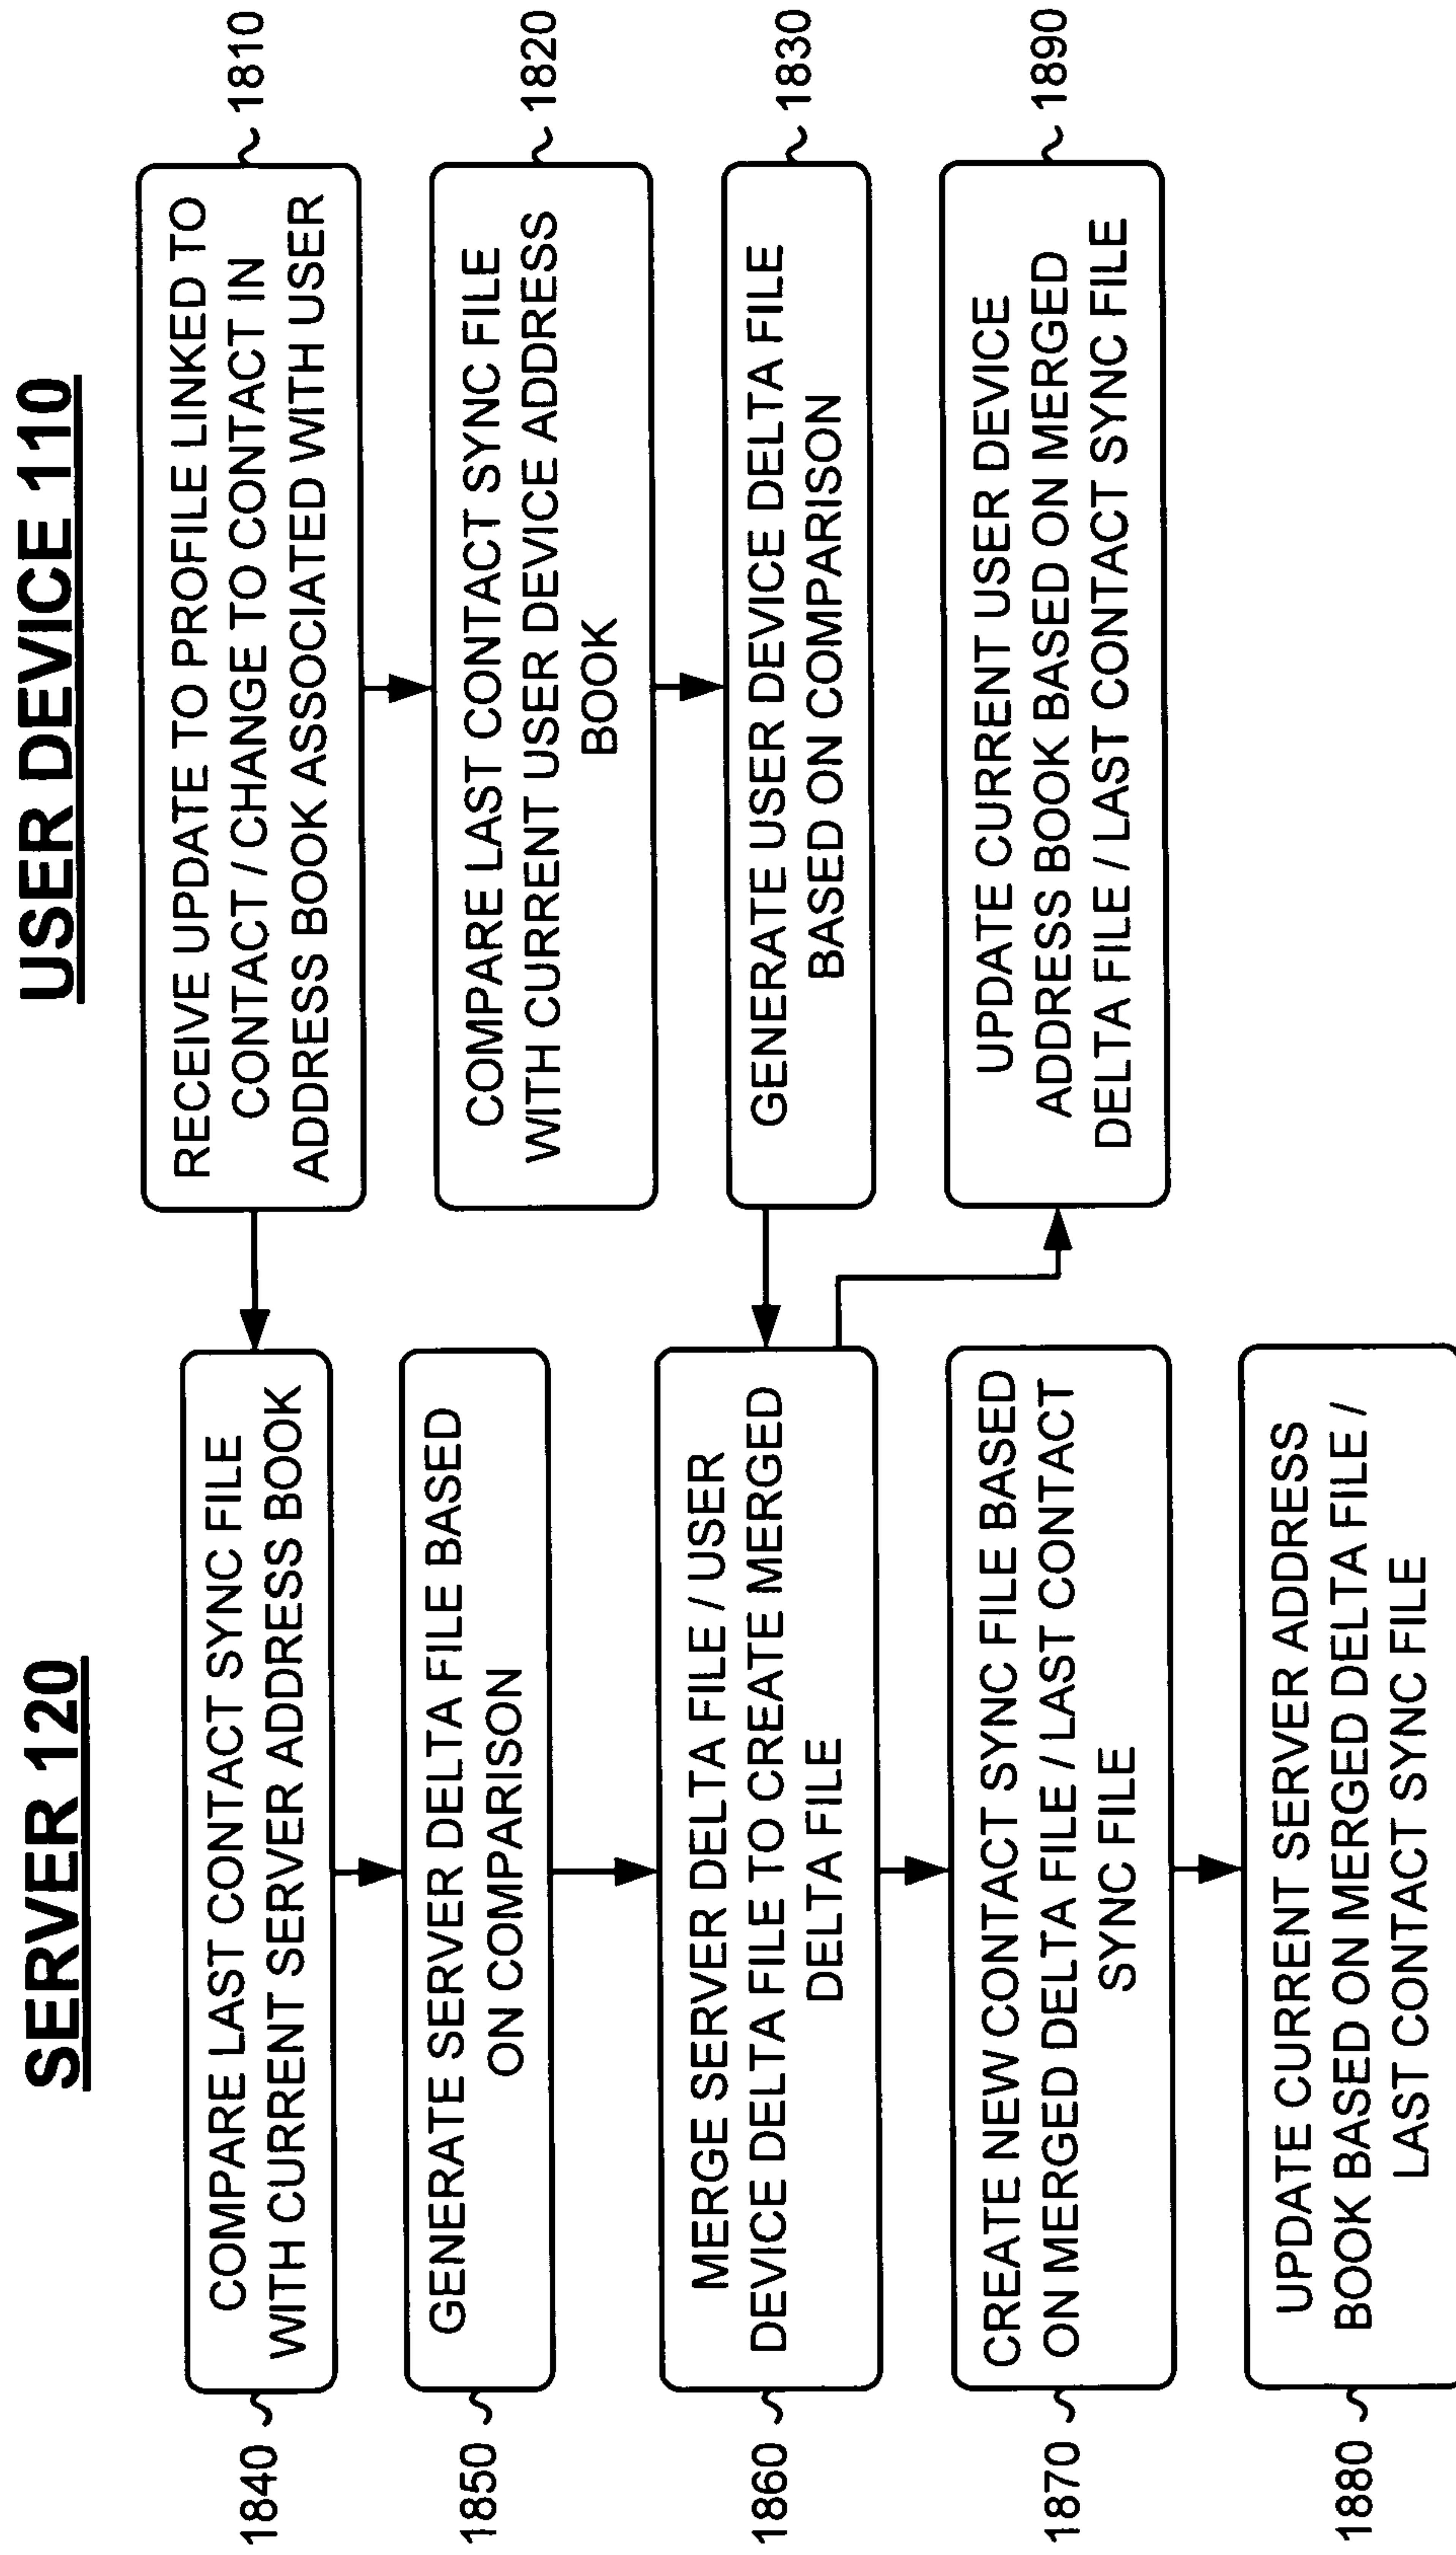 SERVER 120
USER DEVICE 110
1840
COMPARE LAST CONTACT SYNC FILE
WITH CURRENT SERVER ADDRESS BOOK
1850
GENERATE SERVER DELTA FILE BASED
ON COMPARISON
1860
MERGE SERVER DELTA FILE / USER
DEVICE DELTA FILE TO CREATE MERGED
DELTA FILE
1870
CREATE NEW CONTACT SYNC FILE BASED
ON MERGED DELTA FILE / LAST CONTACT
SYNC FILE
1880
UPDATE CURRENT SERVER ADDRESS
BOOK BASED ON MERGED DELTA FILE /
LAST CONTACT SYNC FILE
RECEIVE UPDATE TO PROFILE LINKED TO
CONTACT / CHANGE TO CONTACT IN
ADDRESS BOOK ASSOCIATED WITH USER
1810
COMPARE LAST CONTACT SYNC FILE
WITH CURRENT USER DEVICE ADDRESS
BOOK
1820
GENERATE USER DEVICE DELTA FILE
BASED ON COMPARISON
1830
UPDATE CURRENT USER DEVICE
ADDRESS BOOK BASED ON MERGED
DELTA FILE / LAST CONTACT SYNC FILE
1890